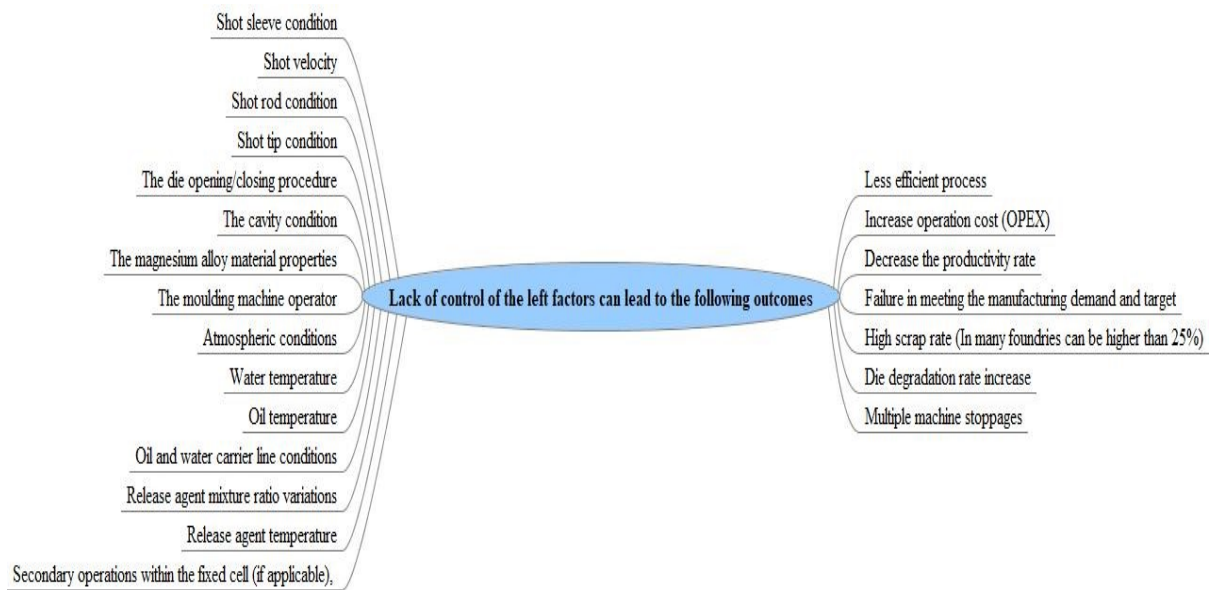 Shot sleeve condition
Shot velocity
Shot rod condition
Shot tip condition
The die opening/closing procedure
The cavity condition
The magnesium alloy material properties
The moulding machine operator
Atmospheric conditions
Water temperature
Oil temperature
Oil and water carrier line conditions
Release agent mixture ratio variations
Release agent temperature
Secondary operations within the fixed cell (if applicable),
Lack of control of the left factors can lead to the following outcomes
Less efficient process
Increase operation cost (OPEX)
Decrease the productivity rate
Failure in meeting the manufacturing demand and target
High scrap rate (In many foundries can be higher than 25%)
Die degradation rate increase
Multiple machine stoppages